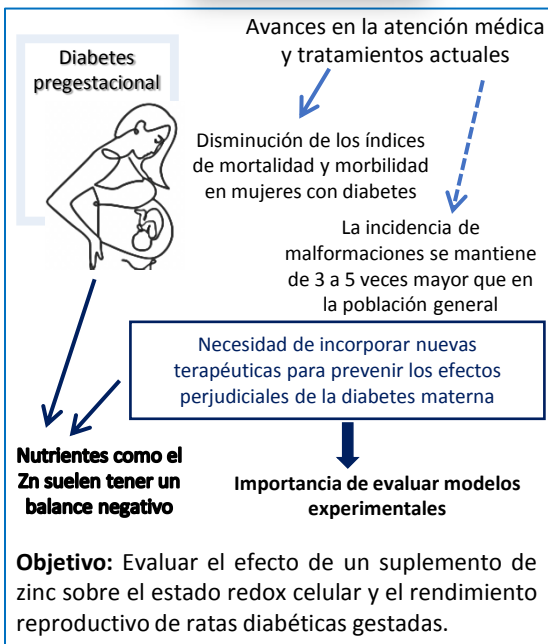 Diabetes
pregestacional
Avances en la atención médica
y tratamientos actuales
Disminución de los índices
de mortalidad y morbilidad
en mujeres con diabetes
La incidencia de
malformaciones se mantiene
de 3 a 5 veces mayor que en
la población general
Necesidad de incorporar nuevas
terapéuticas para prevenir los efectos
perjudiciales de la diabetes materna
Nutrientes como el
Zn suelen tener un
balance negativo
Importancia de evaluar modelos
experimentales
Objetivo: Evaluar el efecto de un suplemento de
zinc sobre el estado redox celular y el rendimiento
reproductivo de ratas diabéticas gestadas.